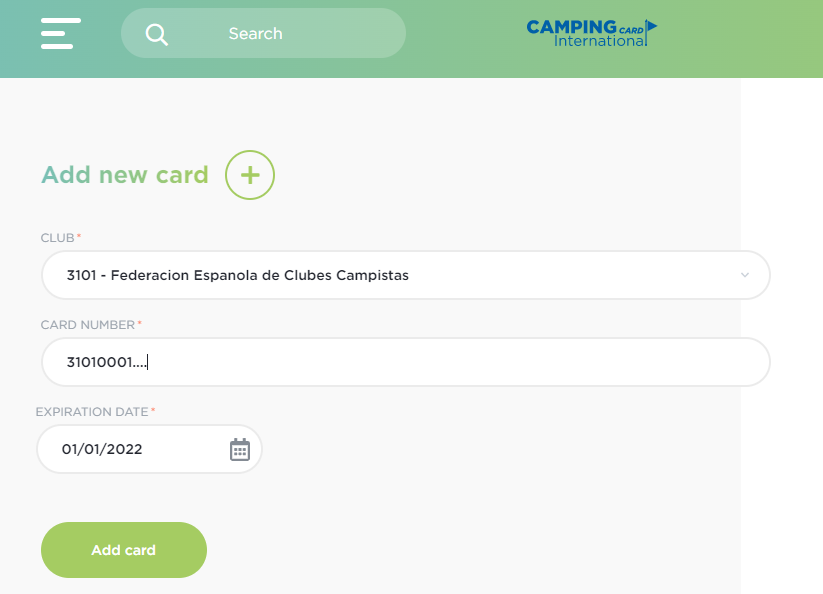 Search
CAMPING CARD
International
Add new card
CLUB*
3101 - Federacion Espanola de Clubes Campistas
CARD NUMBER*
31010001....
EXPIRATION DATE*
01/01/2022
Add card